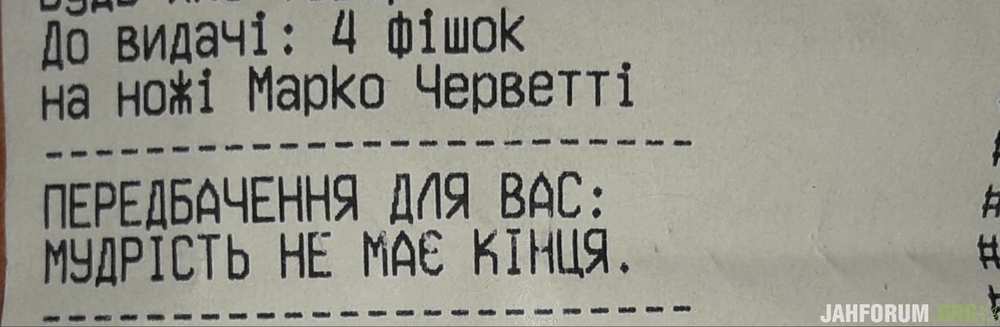 До видачі: 4 фішок
на ножі Марко Черветті
--------------------------------
ПЕРЕДБАЧЕННЯ ДЛЯ ВАС:
МУДРІСТЬ НЕ МАЄ КІНЦЯ.
--------------------------------
#
#
#
#
JAHFORUM